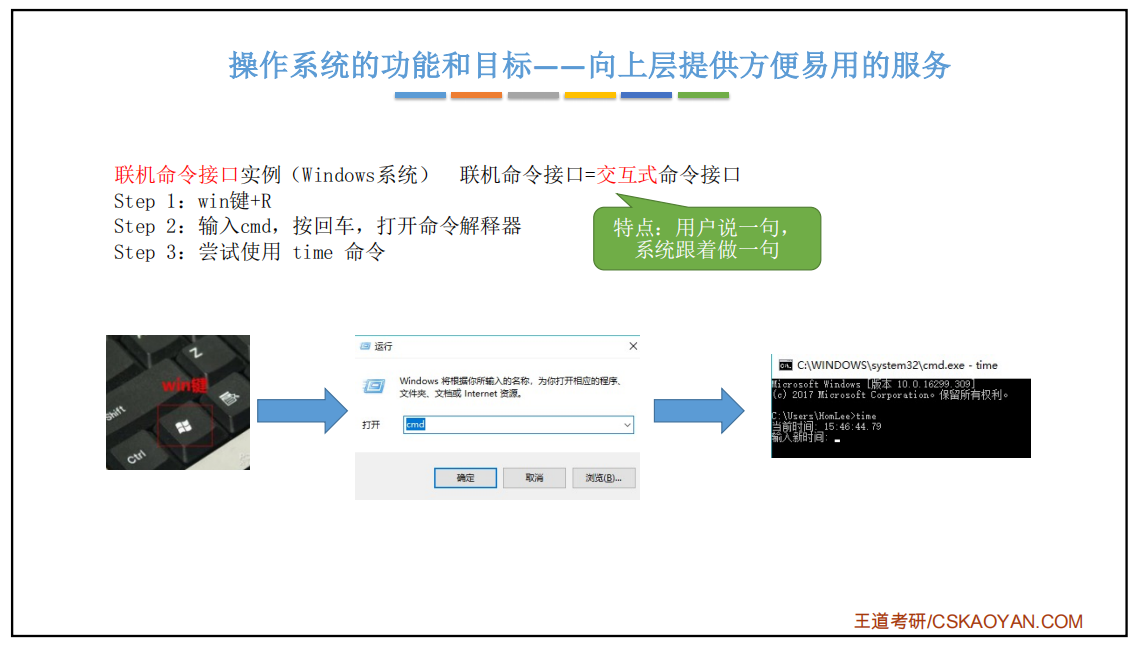 操作系统的功能和目标——向上层提供方便易用的服务
联机命令接口实例（Windows系统） 联机命令接口=交互式命令接口
Step 1：win键+R
Step 2：输入cmd，按回车，打开命令解释器
Step 3：尝试使用 time 命令
特点：用户说一句，
系统跟着做一句
Z
win键
Shift
Ctrl
运行
Windows 将根据你所输入的名称，为你打开相应的程序、
文件夹、文档或 Internet 资源。
打开
cmd
确定 取消 浏览(B)...
C:\WINDOWS\system32\cmd.exe - time
Microsoft Windows [版本 10.0.16299.309]
(c) 2017 Microsoft Corporation。保留所有权利。
C:\Users\HomLee>time
当前时间: 15:46:44.79
输入新时间:
王道考研/CSKAOYAN.COM